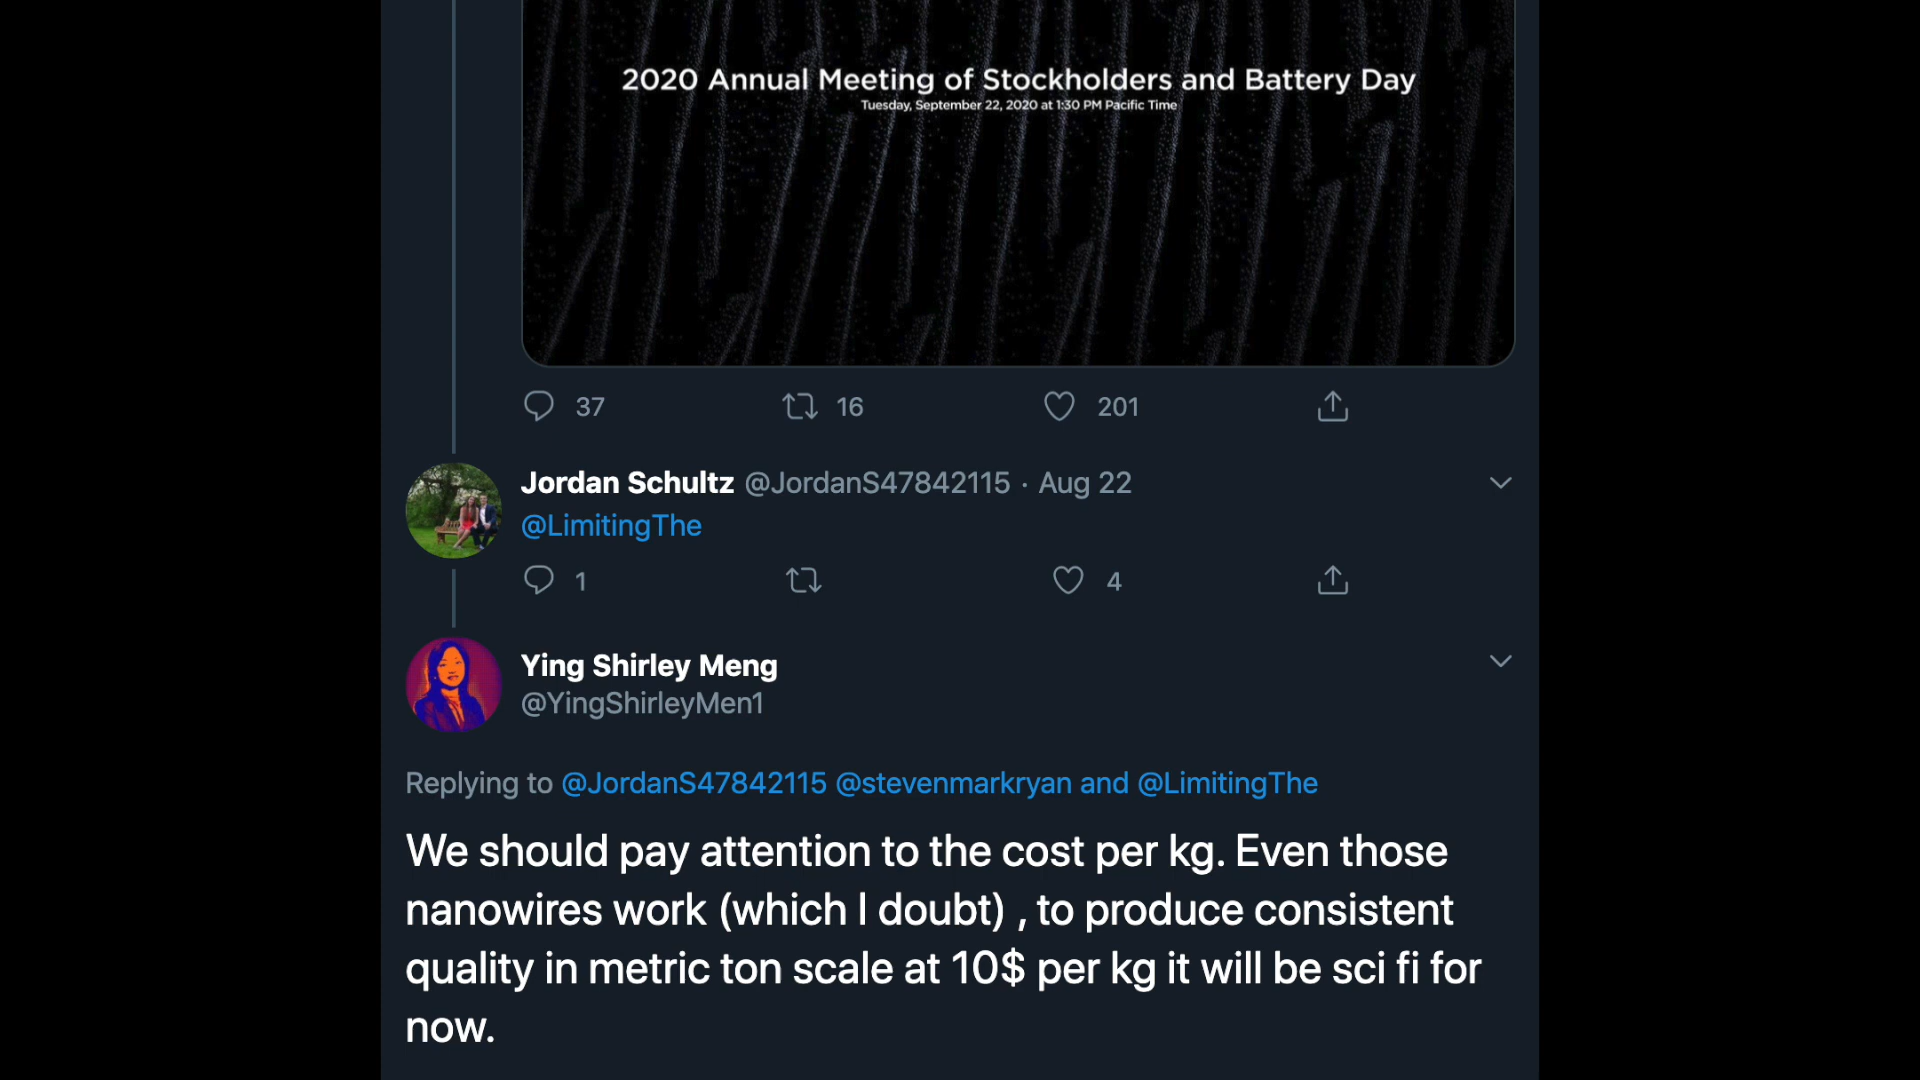 2020 Annual Meeting of Stockholders and Battery Day
Tuesday, September 22, 2020 at 1:30 PM Pacific Time
37 16 201
Jordan Schultz @JordanS47842115 · Aug 22
@LimitingThe
1 4
Ying Shirley Meng
@YingShirleyMen1
Replying to @JordanS47842115 @stevenmarkryan and @LimitingThe
We should pay attention to the cost per kg. Even those
nanowires work (which I doubt) , to produce consistent
quality in metric ton scale at 10$ per kg it will be sci fi for
now.